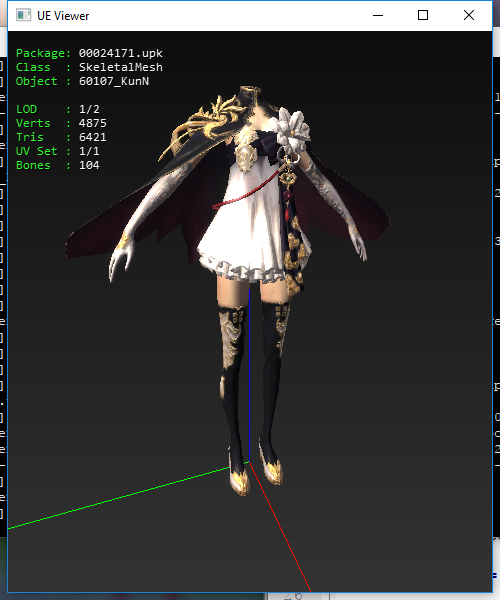 UE Viewer
Package: 00024171.upk
Class : SkeletalMesh
Object : 60107_KunN
LOD : 1/2
Verts : 4875
Tris : 6421
UV Set : 1/1
Bones : 104
26